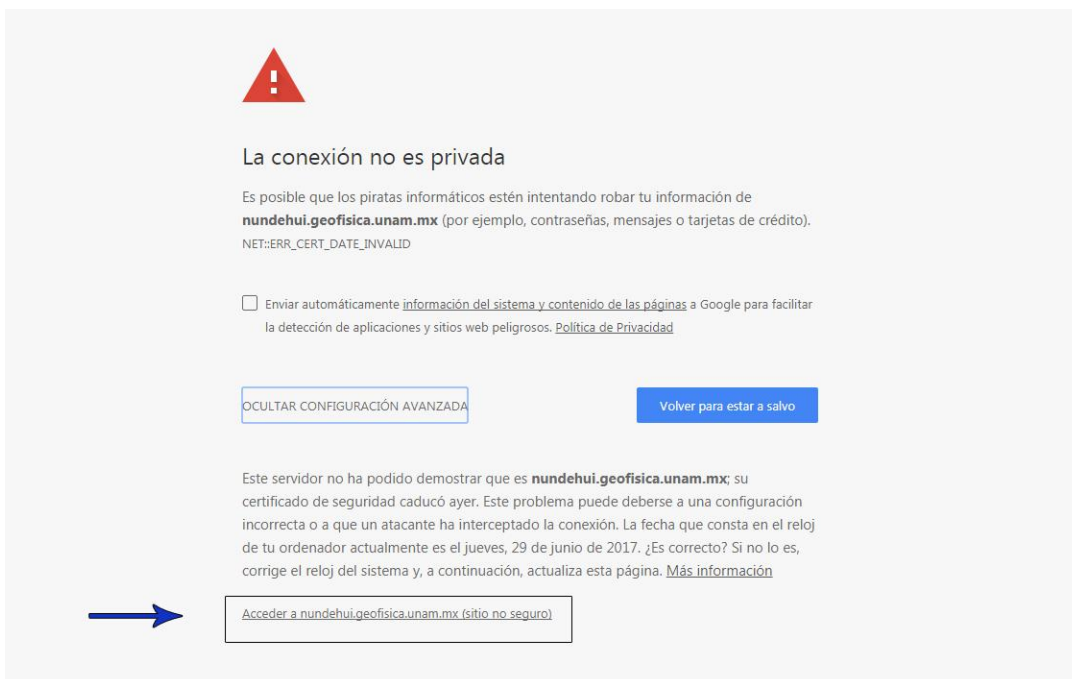 La conexión no es privada
Es posible que los piratas informáticos estén intentando robar tu información de
nundehui.geofisica.unam.mx (por ejemplo, contraseñas, mensajes o tarjetas de crédito).
NET::ERR_CERT_DATE_INVALID
Enviar automáticamente información del sistema y contenido de las páginas a Google para facilitar
la detección de aplicaciones y sitios web peligrosos. Política de Privacidad
OCULTAR CONFIGURACIÓN AVANZADA
Volver para estar a salvo
Este servidor no ha podido demostrar que es nundehui.geofisica.unam.mx; su
certificado de seguridad caducó ayer. Este problema puede deberse a una configuración
incorrecta o a que un atacante ha interceptado la conexión. La fecha que consta en el reloj
de tu ordenador actualmente es el jueves, 29 de junio de 2017. ¿Es correcto? Si no lo es,
corrige el reloj del sistema y, a continuación, actualiza esta página. Más información
Acceder a nundehui.geofisica.unam.mx (sitio no seguro)